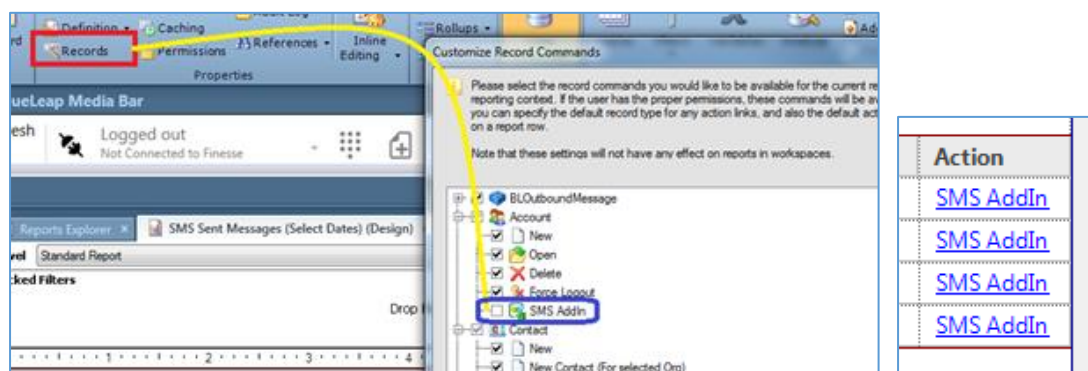 Definition
Caching
Rollups
Records
Permissions
References
Inline
Editing
Properties
Customize Record Commands
Please select the record commands you would like to be available for the current re
reporting context. If the user has the proper permissions, these commands will be av
you can specify the default record type for any action links, and also the default act
on a report row.
Note that these settings will not have any effect on reports in workspaces.
ueLeap Media Bar
esh
Logged out
Not Connected to Finesse
Reports Explorer
SMS Sent Messages (Select Dates) (Design)
vel
Standard Report
cked Filters
Drop
BLOutboundMessage
Account
New
Open
Delete
Force Logout
SMS AddIn
Contact
New
New Contact (For selected Org)
1 2 3 4
Action
SMS AddIn
SMS AddIn
SMS AddIn
SMS AddIn